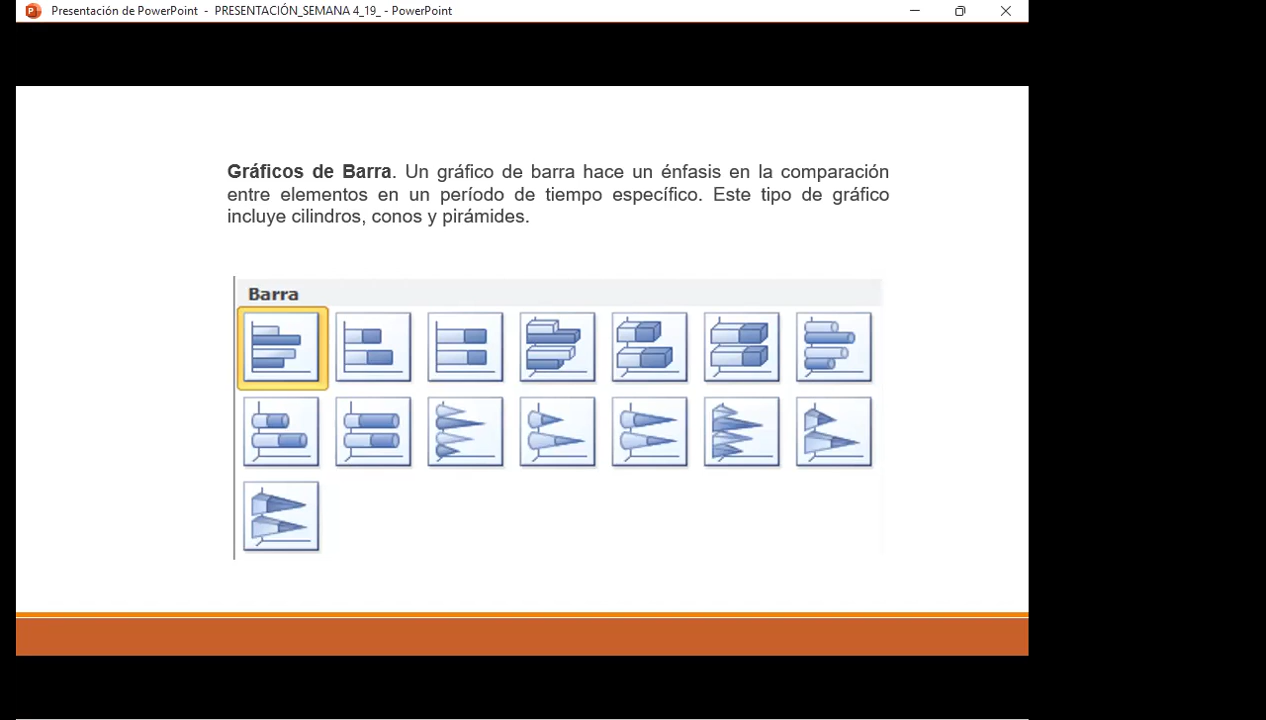 Presentación de PowerPoint - PRESENTACIÓN_SEMANA 4_19_ - PowerPoint
Gráficos de Barra. Un gráfico de barra hace un énfasis en la comparación
entre elementos en un período de tiempo específico. Este tipo de gráfico
incluye cilindros, conos y pirámides.
Barra